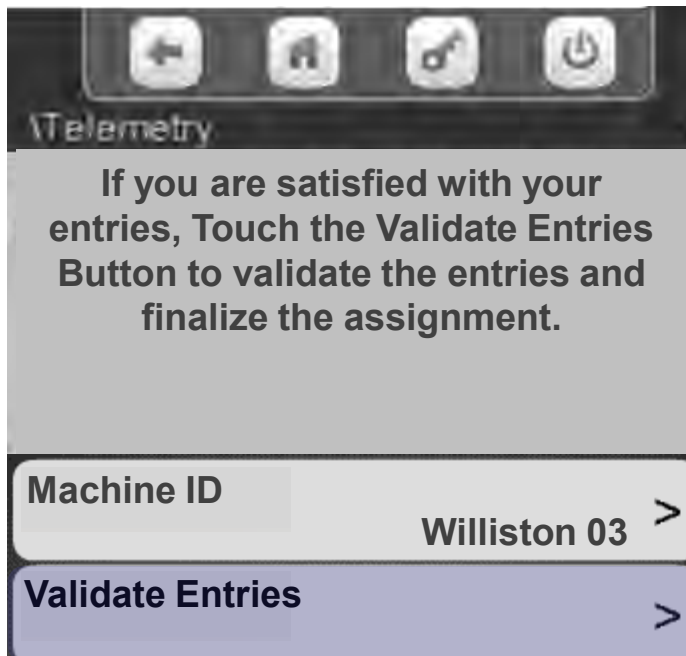 \Telemetry
If you are satisfied with your
entries, Touch the Validate Entries
Button to validate the entries and
finalize the assignment.
Machine ID
Williston 03 >
Validate Entries
>